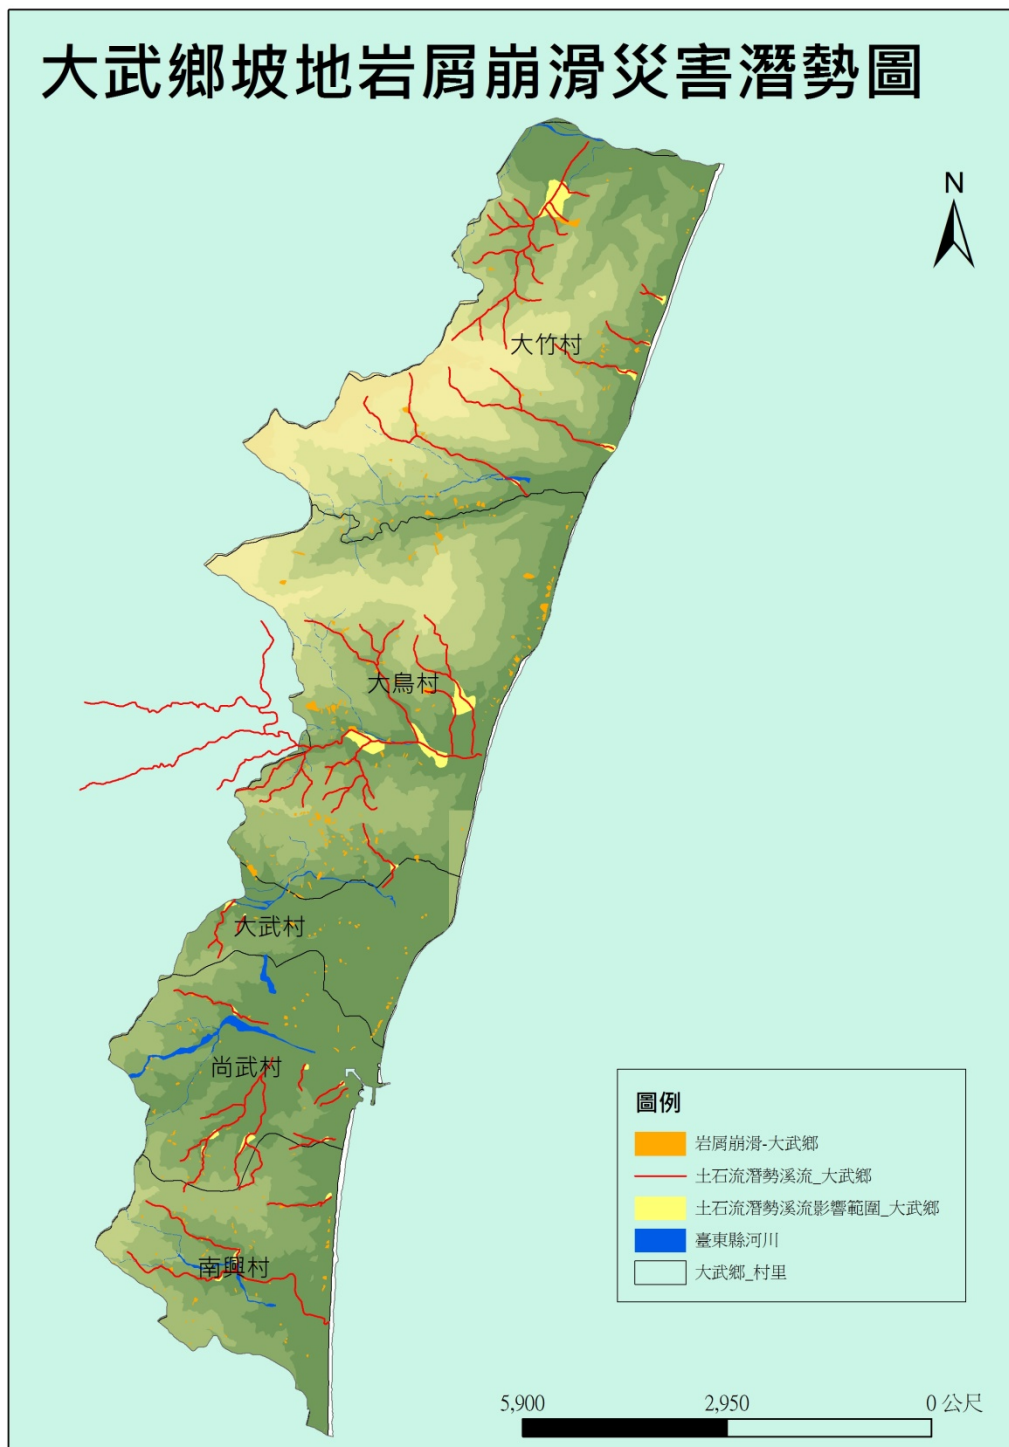 大武鄉坡地岩屑崩滑災害潛勢圖
N
大竹村
大鳥村
大武村
尚武村
南興村
圖例
岩屑崩滑-大武鄉
土石流潛勢溪流_大武鄉
土石流潛勢溪流影響範圍_大武鄉
臺東縣河川
大武鄉_村里
5,900 2,950 0 公尺